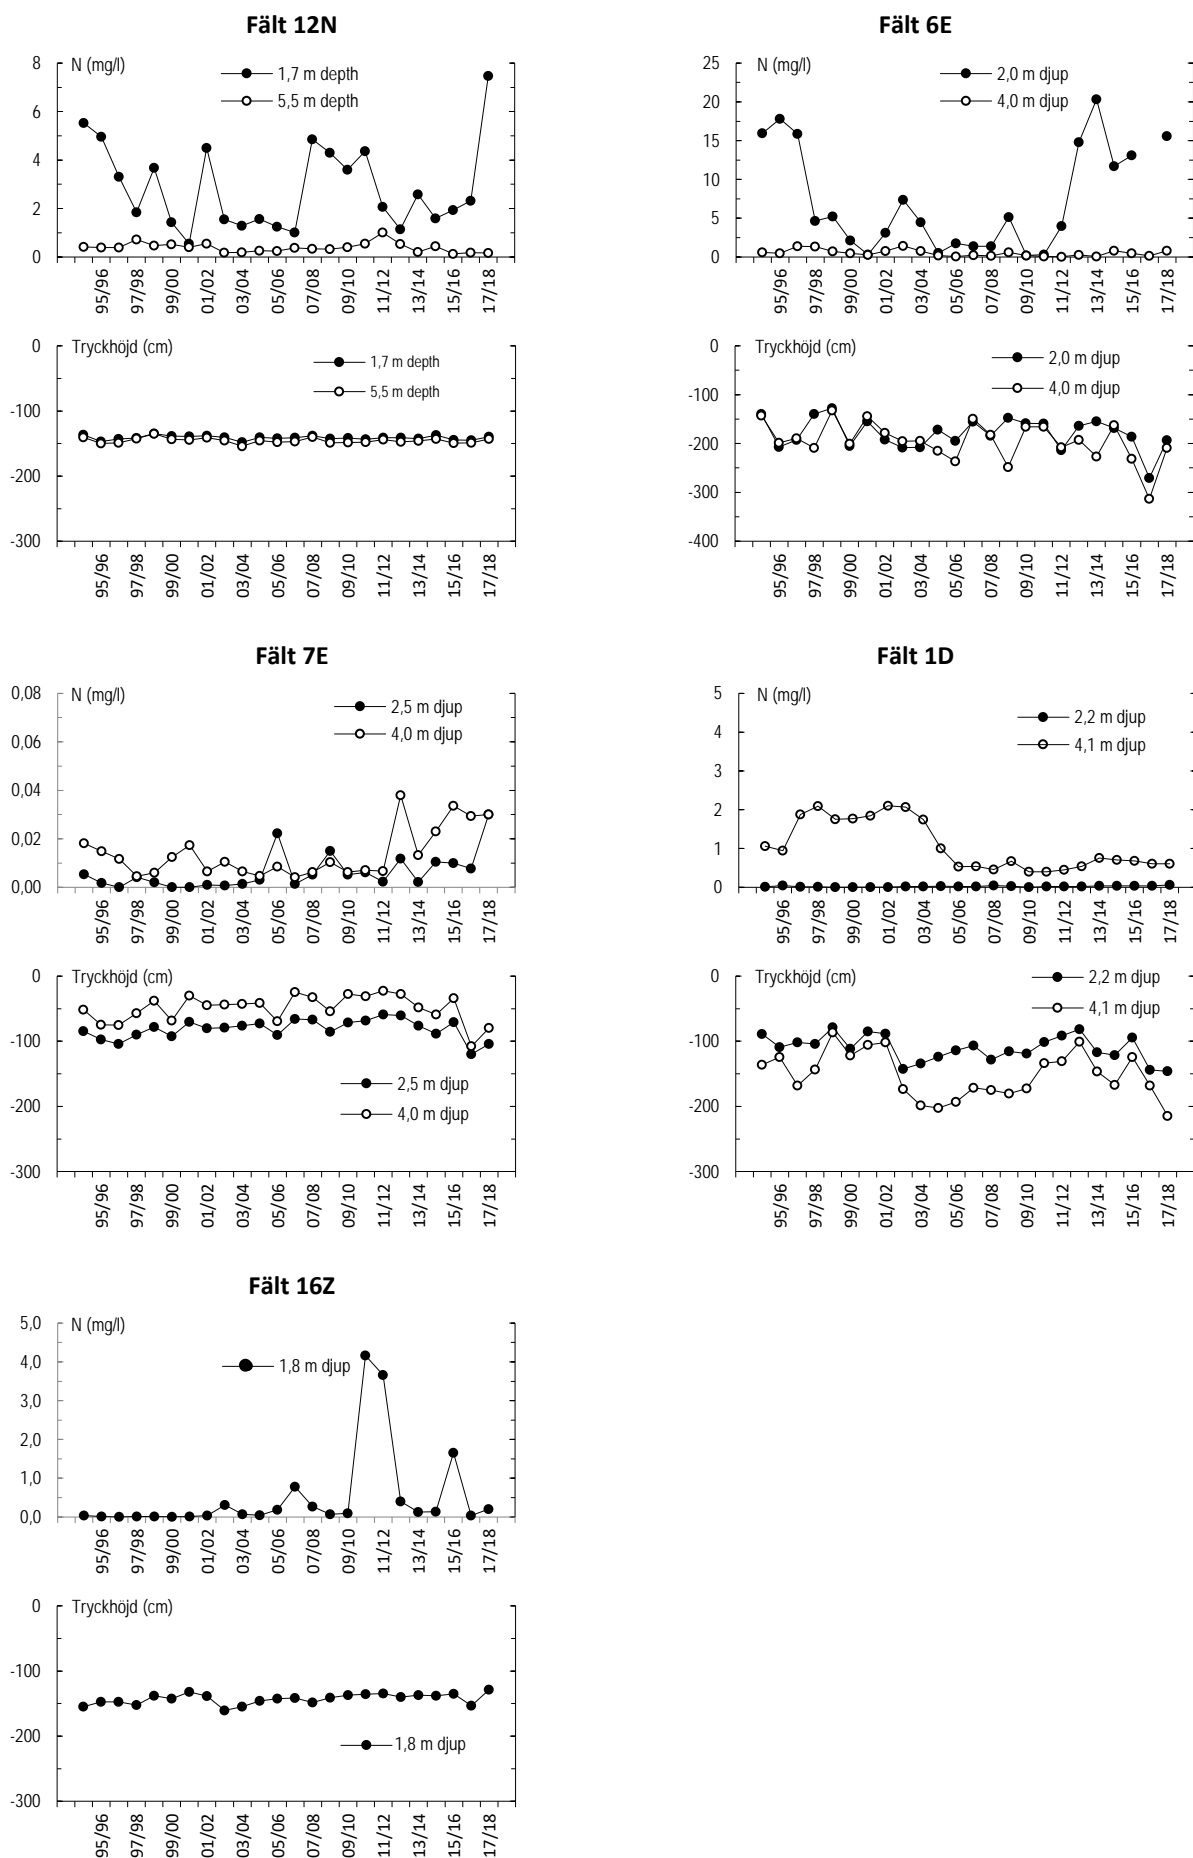 Fält 12N
N (mg/l)
1,7 m depth
5,5 m depth
8
6
4
2
0
95/96 97/98 99/00 01/02 03/04 05/06 07/08 09/10 11/12 13/14 15/16 17/18
Tryckhöjd (cm)
1,7 m depth
5,5 m depth
0
-100
-200
-300
95/96 97/98 99/00 01/02 03/04 05/06 07/08 09/10 11/12 13/14 15/16 17/18
Fält 6E
N (mg/l)
2,0 m djup
4,0 m djup
25
20
15
10
5
0
95/96 97/98 99/00 01/02 03/04 05/06 07/08 09/10 11/12 13/14 15/16 17/18
Tryckhöjd (cm)
2,0 m djup
4,0 m djup
0
-100
-200
-300
-400
95/96 97/98 99/00 01/02 03/04 05/06 07/08 09/10 11/12 13/14 15/16 17/18
Fält 7E
N (mg/l)
2,5 m djup
4,0 m djup
0,08
0,06
0,04
0,02
0,00
95/96 97/98 99/00 01/02 03/04 05/06 07/08 09/10 11/12 13/14 15/16 17/18
Tryckhöjd (cm)
0
-100
-200
-300
2,5 m djup
4,0 m djup
95/96 97/98 99/00 01/02 03/04 05/06 07/08 09/10 11/12 13/14 15/16 17/18
Fält 1D
N (mg/l)
2,2 m djup
4,1 m djup
5
4
3
2
1
0
95/96 97/98 99/00 01/02 03/04 05/06 07/08 09/10 11/12 13/14 15/16 17/18
Tryckhöjd (cm)
2,2 m djup
4,1 m djup
0
-100
-200
-300
95/96 97/98 99/00 01/02 03/04 05/06 07/08 09/10 11/12 13/14 15/16 17/18
Fält 16Z
N (mg/l)
1,8 m djup
5,0
4,0
3,0
2,0
1,0
0,0
95/96 97/98 99/00 01/02 03/04 05/06 07/08 09/10 11/12 13/14 15/16 17/18
Tryckhöjd (cm)
0
-100
-200
-300
1,8 m djup
95/96 97/98 99/00 01/02 03/04 05/06 07/08 09/10 11/12 13/14 15/16 17/18